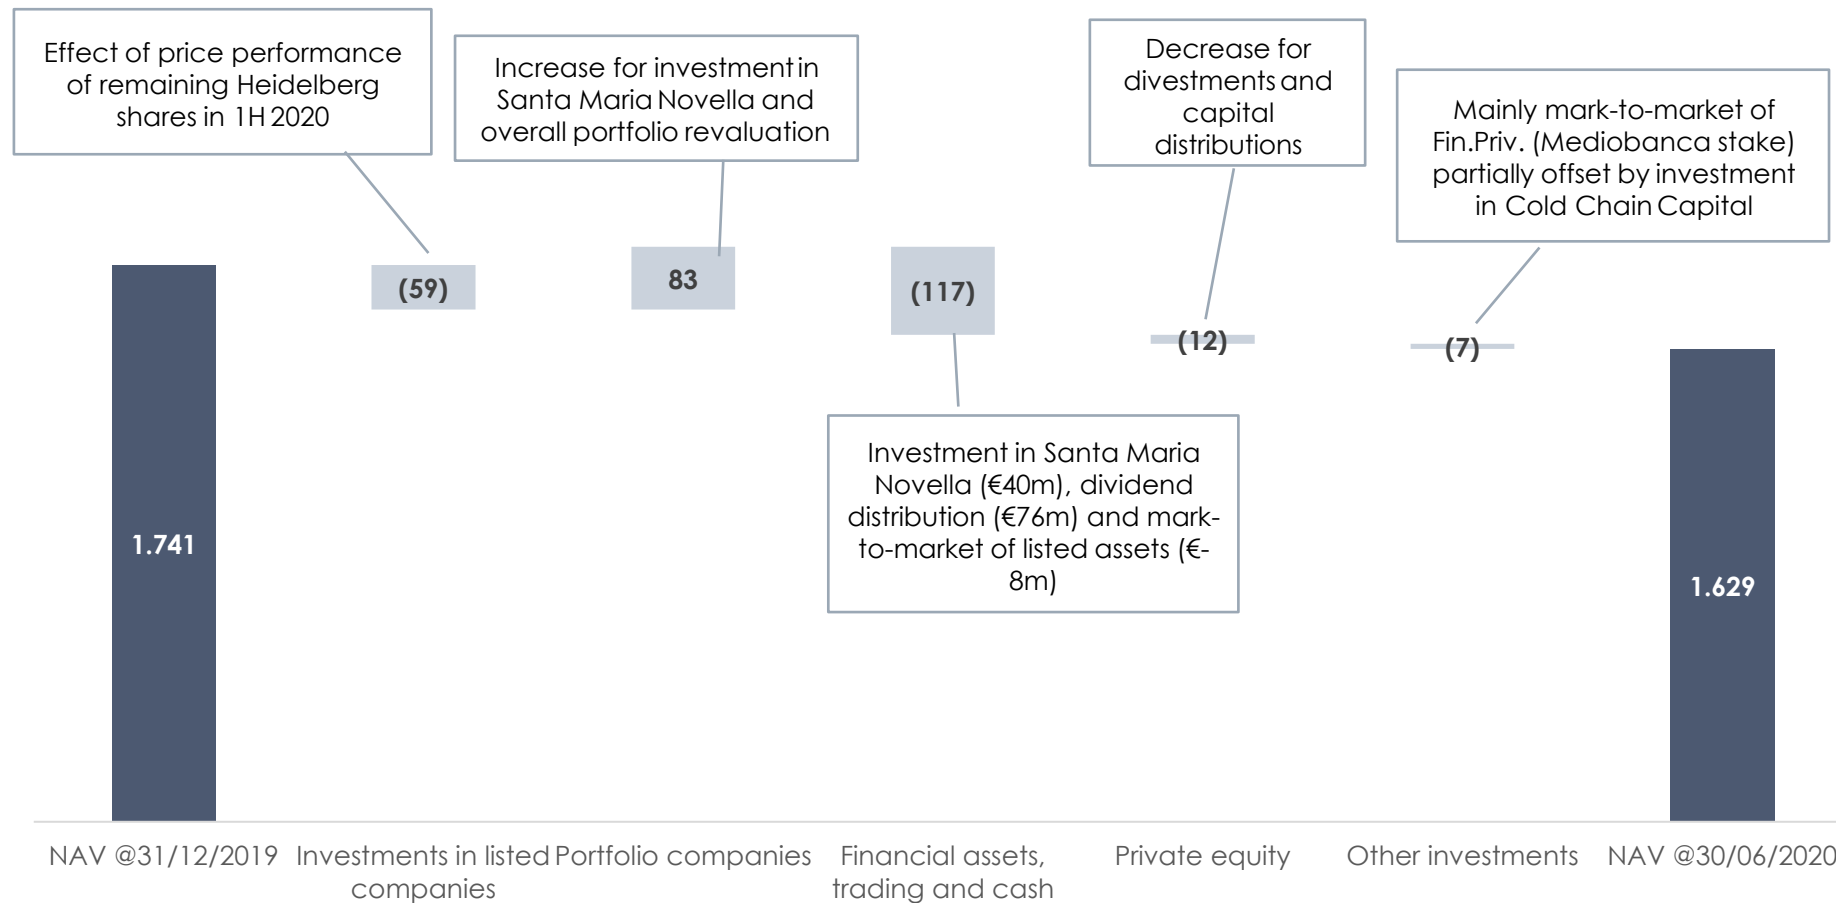 Effect of price performance
of remaining Heidelberg
shares in 1H 2020
Increase for investment in
Santa Maria Novella and
overall portfolio revaluation
Decrease for
divestments and
capital
distributions
Mainly mark-to-market of
Fin.Priv. (Mediobanca stake)
partially offset by investment
in Cold Chain Capital
1.741
(59)
83
(117)
(12)
(7)
1.629
Investment in Santa Maria
Novella (€40m), dividend
distribution (€76m) and mark-
to-market of listed assets (€-
8m)
NAV @31/12/2019
Investments in listed
companies
Portfolio companies
Financial assets,
trading and cash
Private equity
Other investments
NAV @30/06/2020